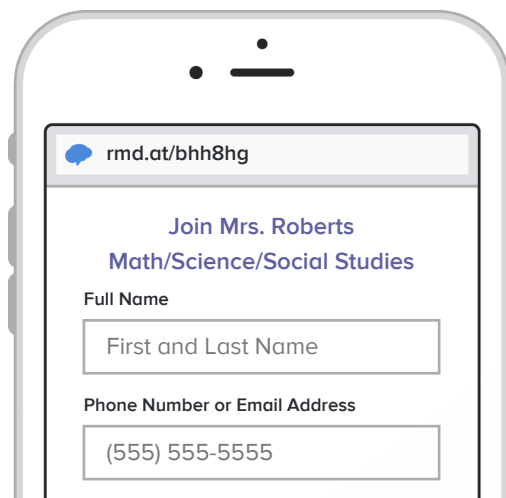 rmd.at/bhh8hg
Join Mrs. Roberts
Math/Science/Social Studies
Full Name
First and Last Name
Phone Number or Email Address
(555) 555-5555